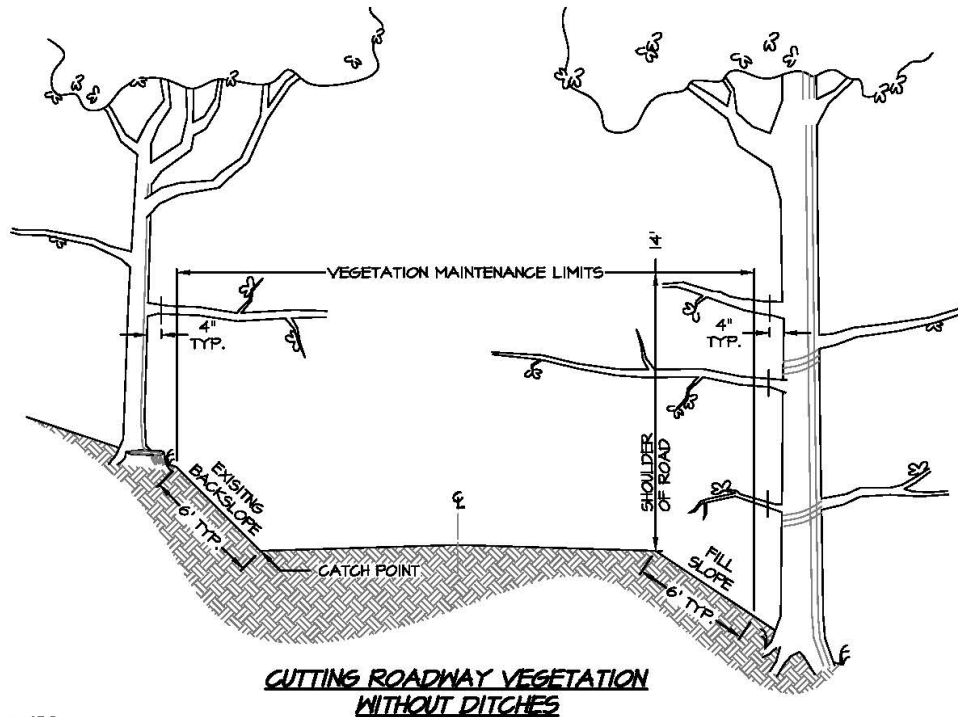 14'
VEGETATION MAINTENANCE LIMITS
4"
TYP.
4"
TYP.
SHOULDER
OF ROAD
EXISITNG
BACKSLOPE
6' TYP.
℄
CATCH POINT
FILL
SLOPE
6' TYP.
CUTTING ROADWAY VEGETATION
WITHOUT DITCHES